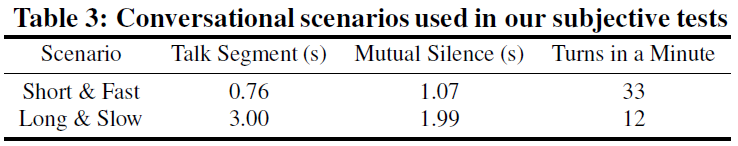 Table 3: Conversational scenarios used in our subjective tests
Scenario Talk Segment (s) Mutual Silence (s) Turns in a Minute
Short & Fast 0.76 1.07 33
Long & Slow 3.00 1.99 12